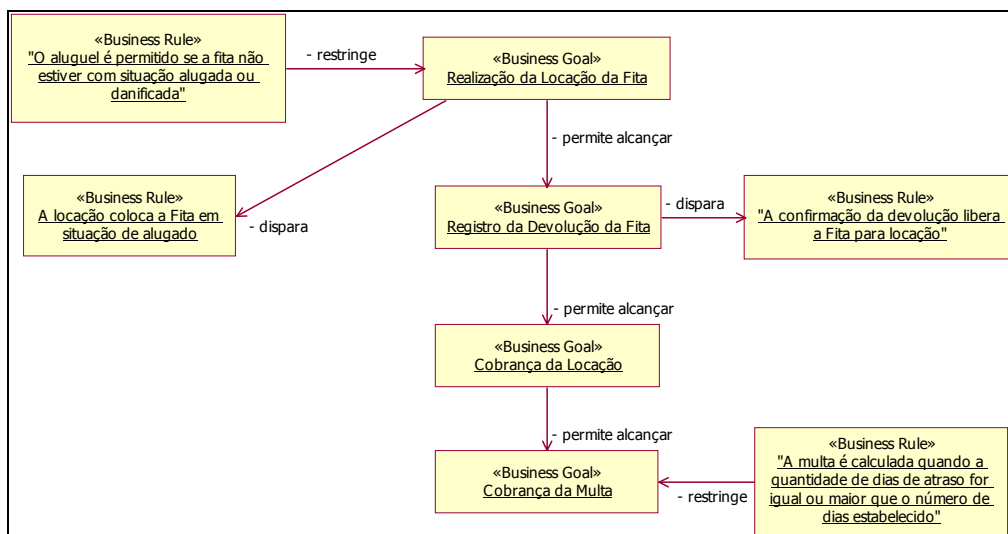 «Business Rule»
"O aluguel é permitido se a fita não
estiver com situação alugada ou
danificada"
- restringe
«Business Goal»
Realização da Locação da Fita
- permite alcançar
«Business Rule»
A locação coloca a Fita em
situação de alugado
- dispara
«Business Goal»
Registro da Devolução da Fita
- dispara
«Business Rule»
"A confirmação da devolução libera
a Fita para locação"
- permite alcançar
«Business Goal»
Cobrança da Locação
- permite alcançar
«Business Goal»
Cobrança da Multa
- restringe
«Business Rule»
"A multa é calculada quando a
quantidade de dias de atraso for
igual ou maior que o número de
dias estabelecido"